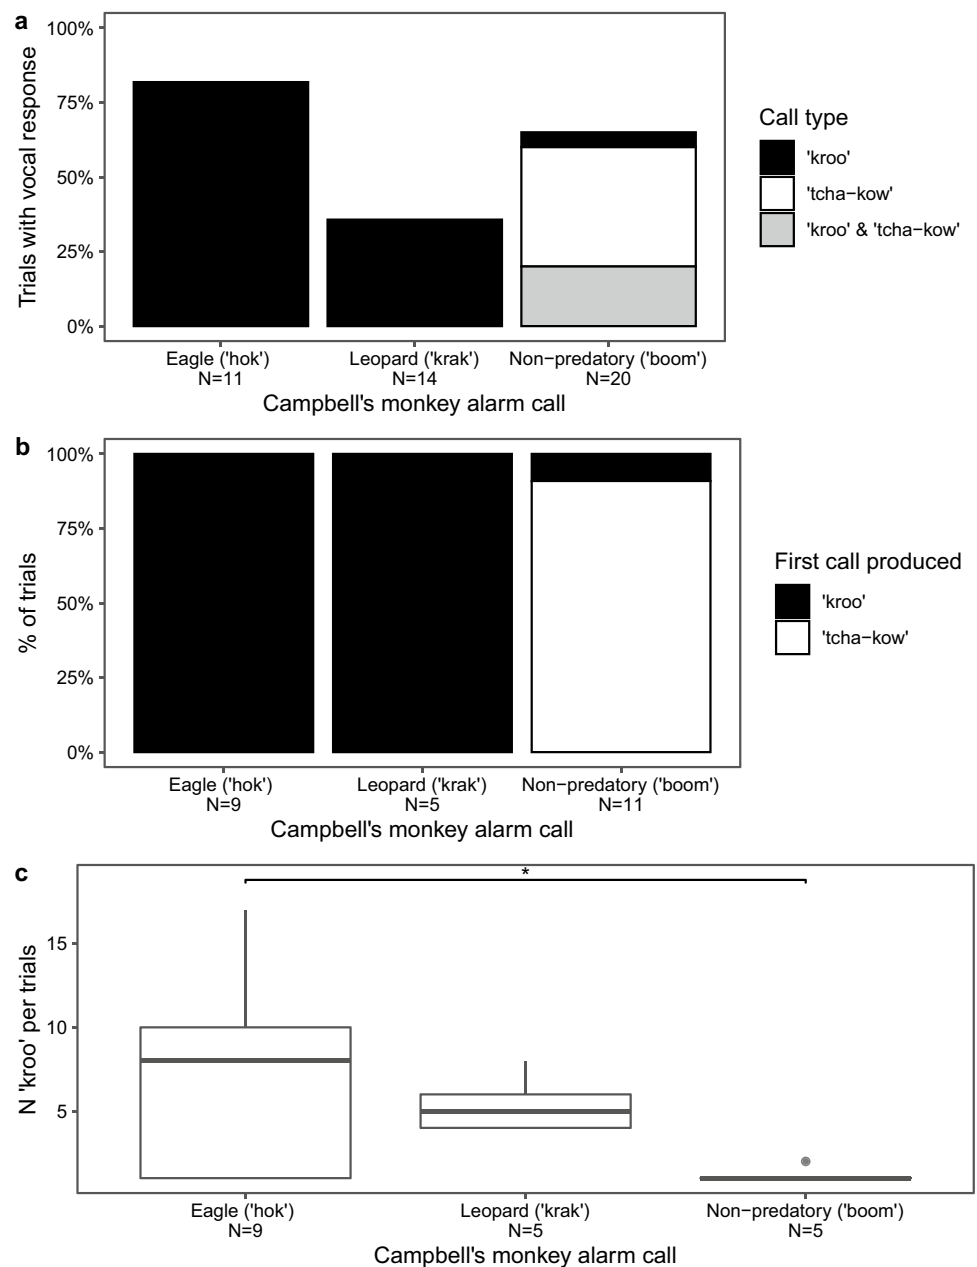 a
Trials with vocal response
100%
75%
50%
25%
0%
Eagle ('hok')
N=11
Leopard ('krak')
N=14
Non−predatory ('boom')
N=20
Campbell's monkey alarm call
Call type
'kroo'
'tcha−kow'
'kroo' & 'tcha−kow'
b
% of trials
100%
75%
50%
25%
0%
Eagle ('hok')
N=9
Leopard ('krak')
N=5
Non−predatory ('boom')
N=11
Campbell's monkey alarm call
First call produced
'kroo'
'tcha−kow'
c
N 'kroo' per trials
15
10
5
*
Eagle ('hok')
N=9
Leopard ('krak')
N=5
Non−predatory ('boom')
N=5
Campbell's monkey alarm call